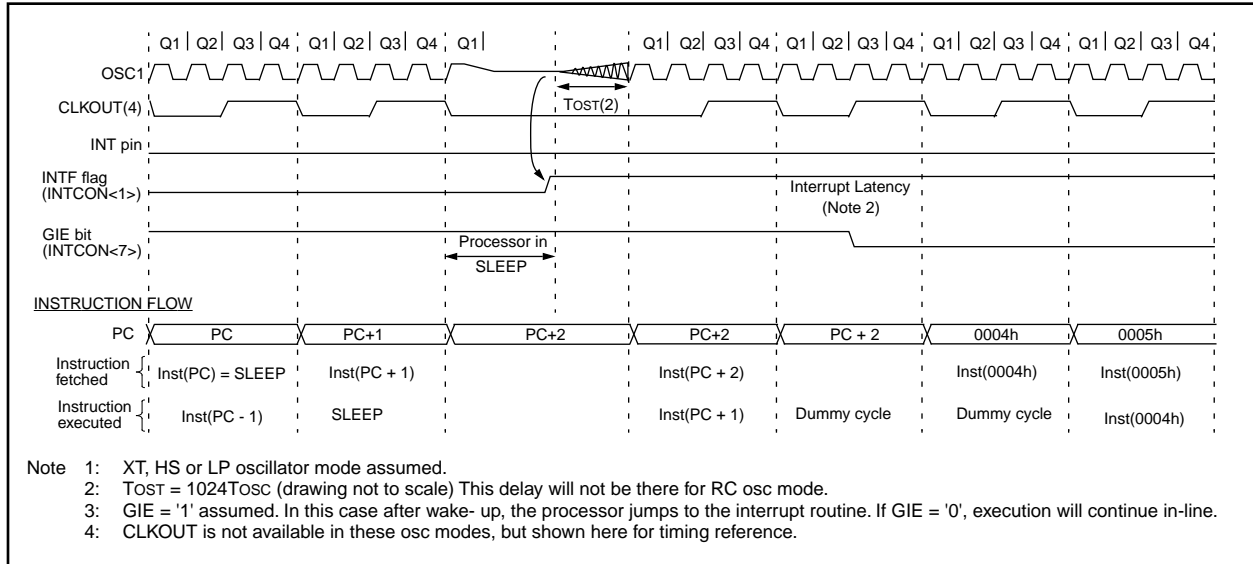 Q1 Q2 Q3 Q4 Q1 Q2 Q3 Q4 Q1 Q1 Q2 Q3 Q4 Q1 Q2 Q3 Q4 Q1 Q2 Q3 Q4 Q1 Q2 Q3 Q4
OSC1
TOST(2)
CLKOUT(4)
INT pin
INTF flag
(INTCON<1>)
Interrupt Latency
(Note 2)
GIE bit
(INTCON<7>)
Processor in
SLEEP
INSTRUCTION FLOW
PC PC PC+1 PC+2 PC+2 PC + 2 0004h 0005h
Instruction
fetched
Inst(PC) = SLEEP Inst(PC + 1) Inst(PC + 2) Inst(0004h) Inst(0005h)
Instruction
executed
Inst(PC - 1) SLEEP Inst(PC + 1) Dummy cycle Dummy cycle Inst(0004h)
Note 1: XT, HS or LP oscillator mode assumed.
2: TOST = 1024TOSC (drawing not to scale) This delay will not be there for RC osc mode.
3: GIE = '1' assumed. In this case after wake- up, the processor jumps to the interrupt routine. If GIE = '0', execution will continue in-line.
4: CLKOUT is not available in these osc modes, but shown here for timing reference.